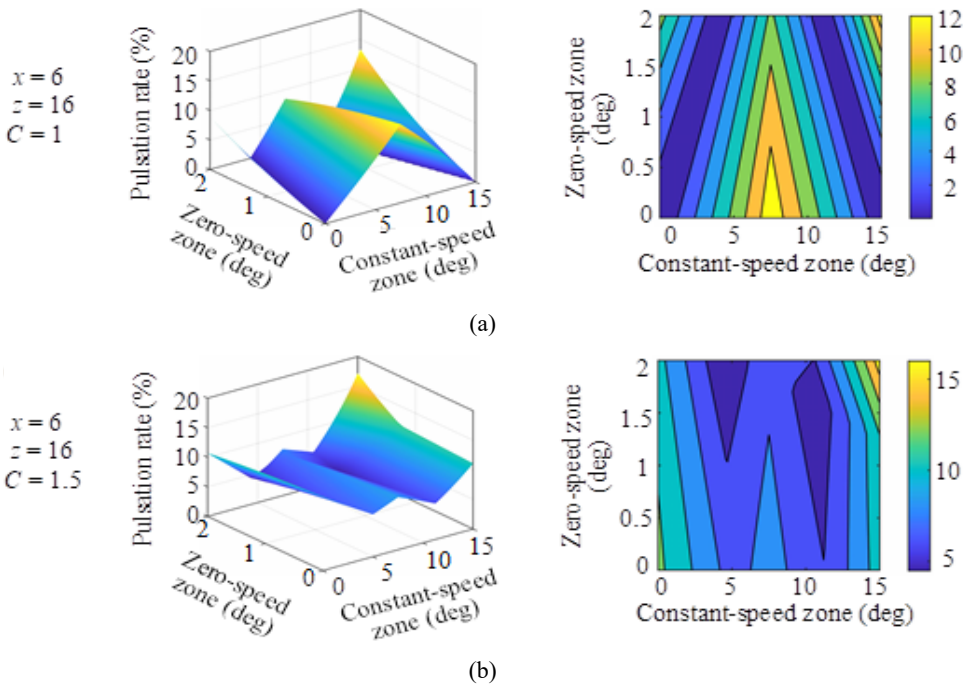 (a)
x = 6
z = 16
C = 1
Pulsation rate (%)
20
15
10
5
0
2
1
0
Zero-speed
zone (deg)
0
5
10
15
Constant-speed
zone (deg)
Zero-speed zone
(deg)
2
1.5
1
0.5
0
0
5
10
15
Constant-speed zone (deg)
12
10
8
6
4
2
(a)
x = 6
z = 16
C = 1.5
Pulsation rate (%)
20
15
10
5
0
2
1
0
Zero-speed
zone (deg)
0
5
10
15
Constant-speed
zone (deg)
Zero-speed zone
(deg)
2
1.5
1
0.5
0
0
5
10
15
Constant-speed zone (deg)
15
10
5
(b)